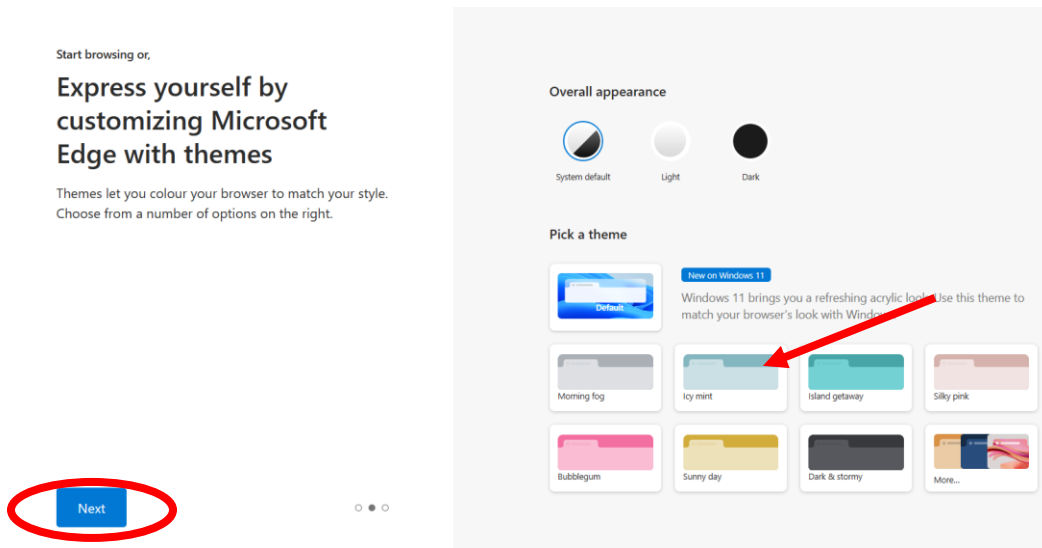 Start browsing or,
Express yourself by
customizing Microsoft
Edge with themes
Themes let you colour your browser to match your style.
Choose from a number of options on the right.
Next
Overall appearance
System default
Light
Dark
Pick a theme
Default
New on Windows 11
Windows 11 brings you a refreshing acrylic look. Use this theme to
match your browser's look with
Morning fog
Icy mint
Island getaway
Silky pink
Bubblegum
Sunny day
Dark & stormy
More...